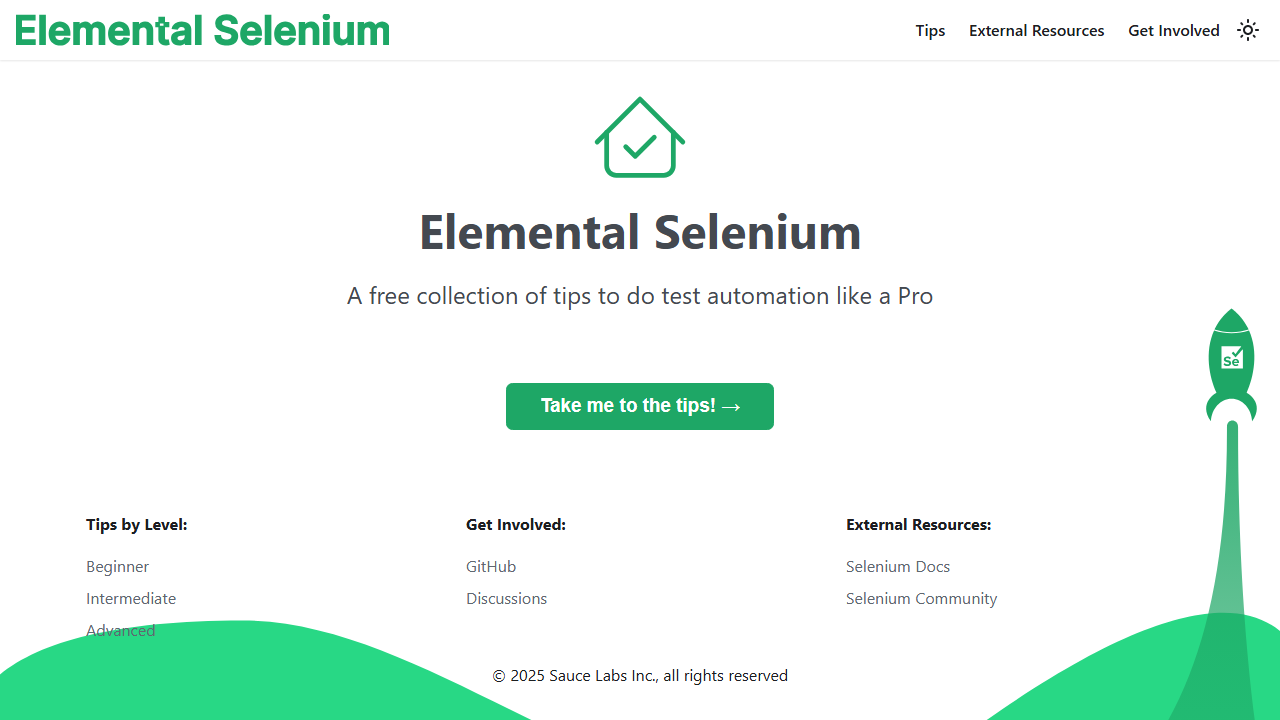 Elemental Selenium
Tips
External Resources
Get Involved
Elemental Selenium
A free collection of tips to do test automation like a Pro
Take me to the tips! →
Se
Tips by Level:
Beginner
Intermediate
Advanced
Get Involved:
GitHub
Discussions
External Resources:
Selenium Docs
Selenium Community
© 2025 Sauce Labs Inc., all rights reserved